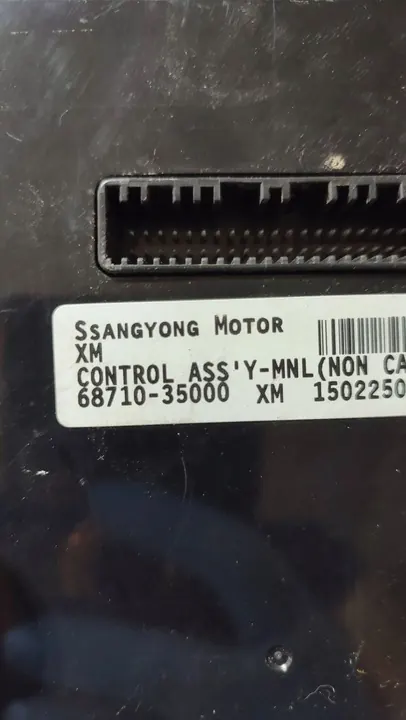 SSANGYONG MOTOR
XM
CONTROL ASS'Y-MNL(NON CA
68710-35000 XM 1502250